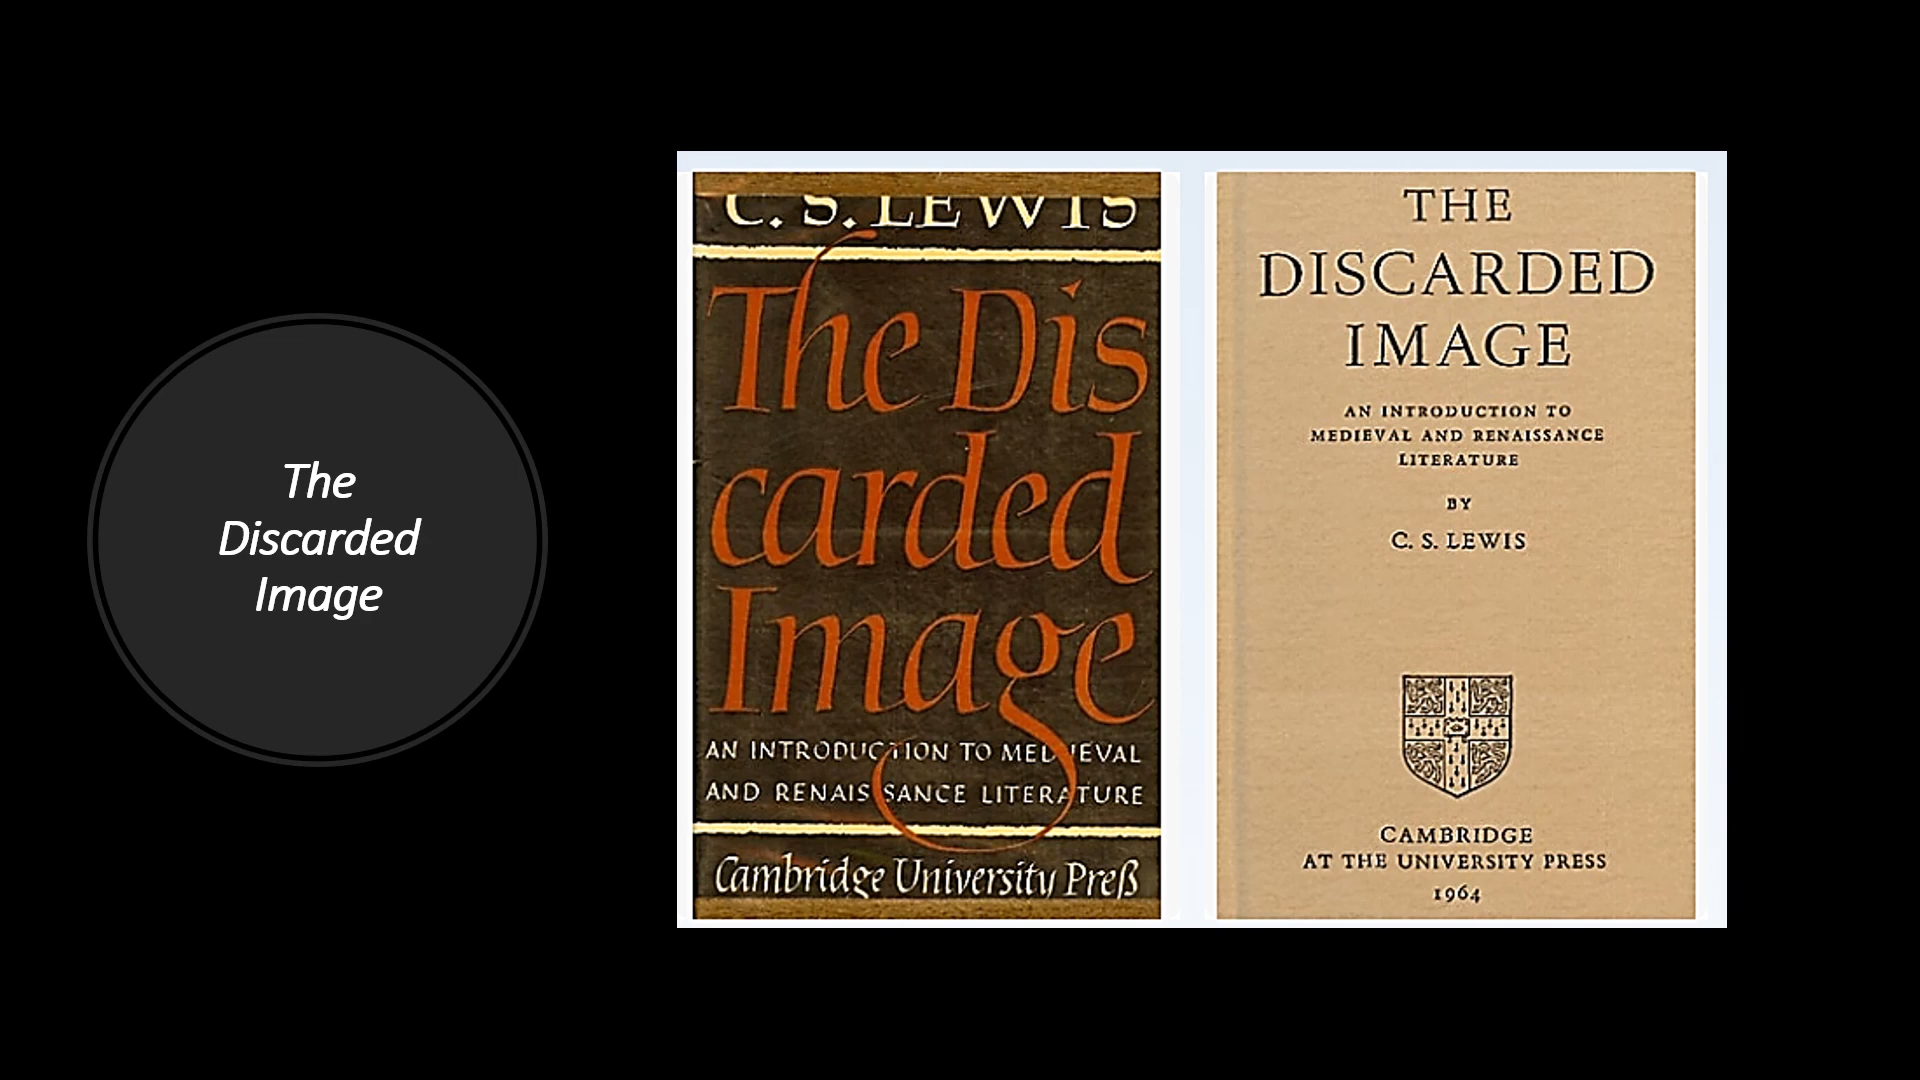 The
Discarded
Image
C. S. LEWIS
The Dis
carded
Image
AN INTRODUCTION TO MEDIEVAL
AND RENAISSANCE LITERATURE
Cambridge University Preß
THE
DISCARDED
IMAGE
AN INTRODUCTION TO
MEDIEVAL AND RENAISSANCE
LITERATURE
BY
C. S. LEWIS
CAMBRIDGE
AT THE UNIVERSITY PRESS
1964